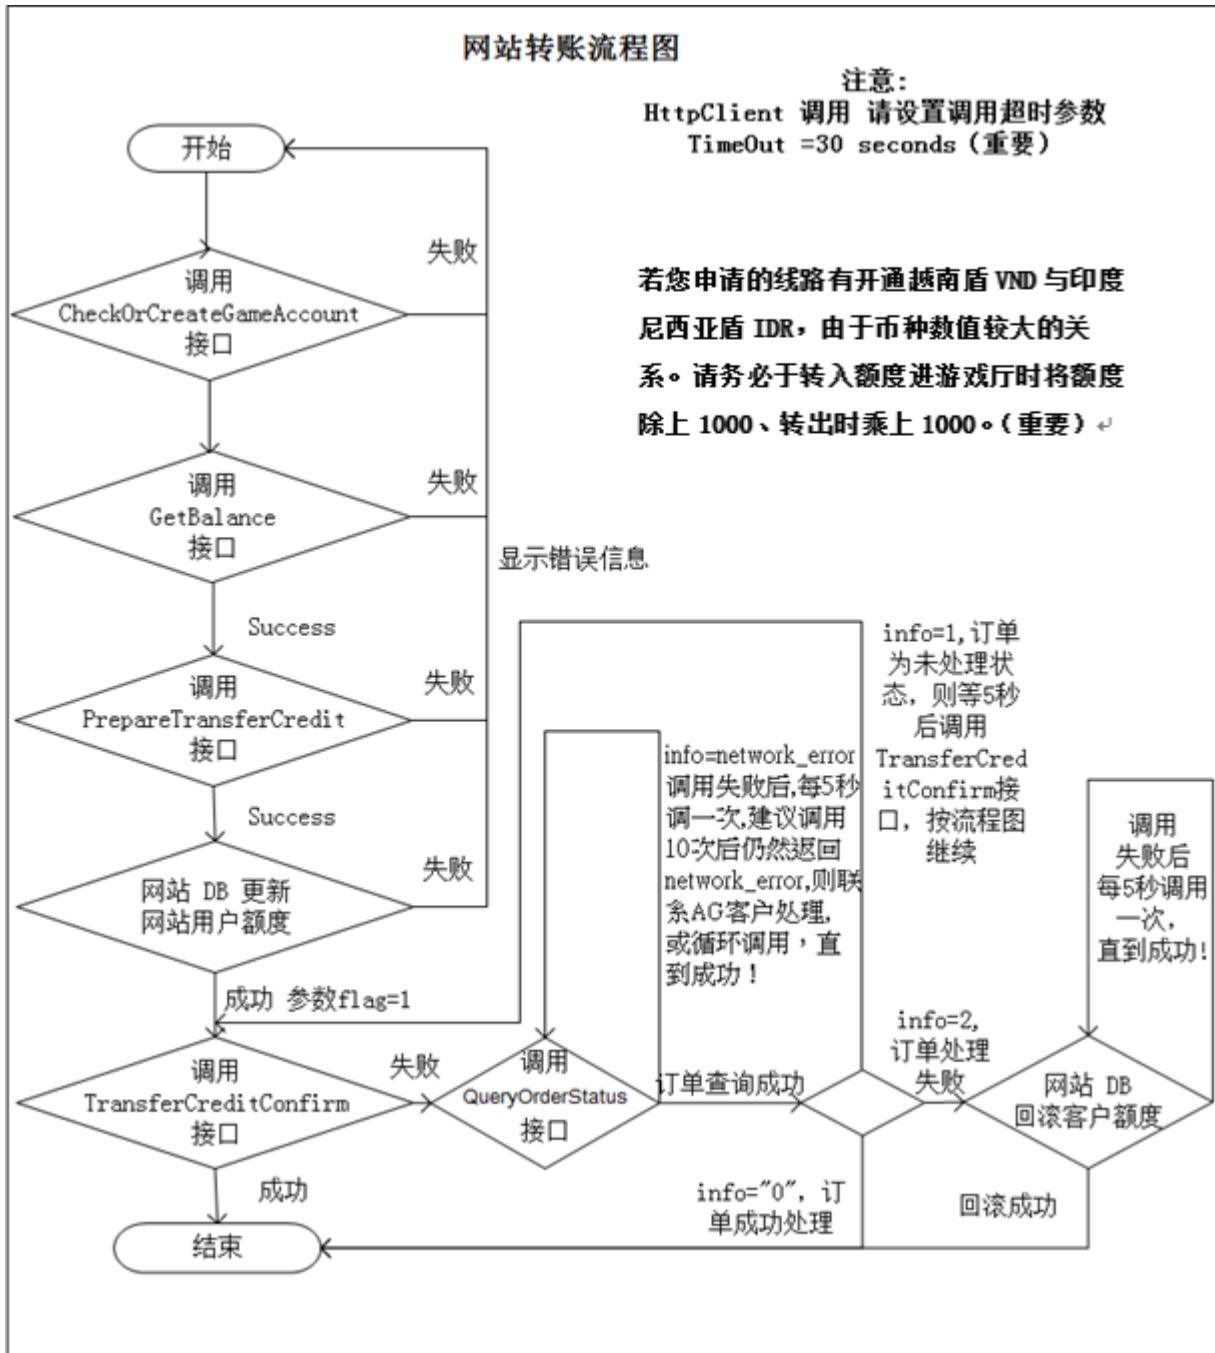 网站转账流程图
注意:
HttpClient 调用 请设置调用超时参数
TimeOut =30 seconds（重要）
开始
失败
调用
CheckOrCreateGameAccount
接口
若您申请的线路有开通越南盾 VND 与印度
尼西亚盾 IDR，由于币种数值较大的关
系。请务必于转入额度进游戏厅时将额度
除上 1000、转出时乘上 1000。(重要) ↵
失败
调用
GetBalance
接口
显示错误信息
Success
失败
调用
PrepareTransferCredit
接口
Success
失败
网站 DB 更新
网站用户额度
info=1,订单
为未处理状
态，则等5秒
后调用
TransferCred
itConfirm接
口，按流程图
继续
info=network_error
调用失败后,每5秒
调一次,建议调用
10次后仍然返回
network_error,则联
系AG客户处理,
或循环调用，直
到成功！
调用
失败后
每5秒调用
一次，
直到成功!
成功 参数flag=1
调用
TransferCreditConfirm
接口
失败
调用
QueryOrderStatus
接口
订单查询成功
info=2,
订单处理
失败
网站 DB
回滚客户额度
成功
info="0"，订
单成功处理
回滚成功
结束